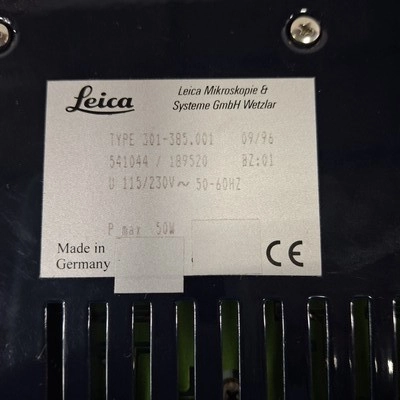 Leica
Leica Mikroskopie &
Systeme GmbH Wetzlar
TYPE 301-385.001 09/96
541044 / 189520 BZ:01
U 115/230V~ 50-60HZ
P max 50W
Made in
Germany
CE